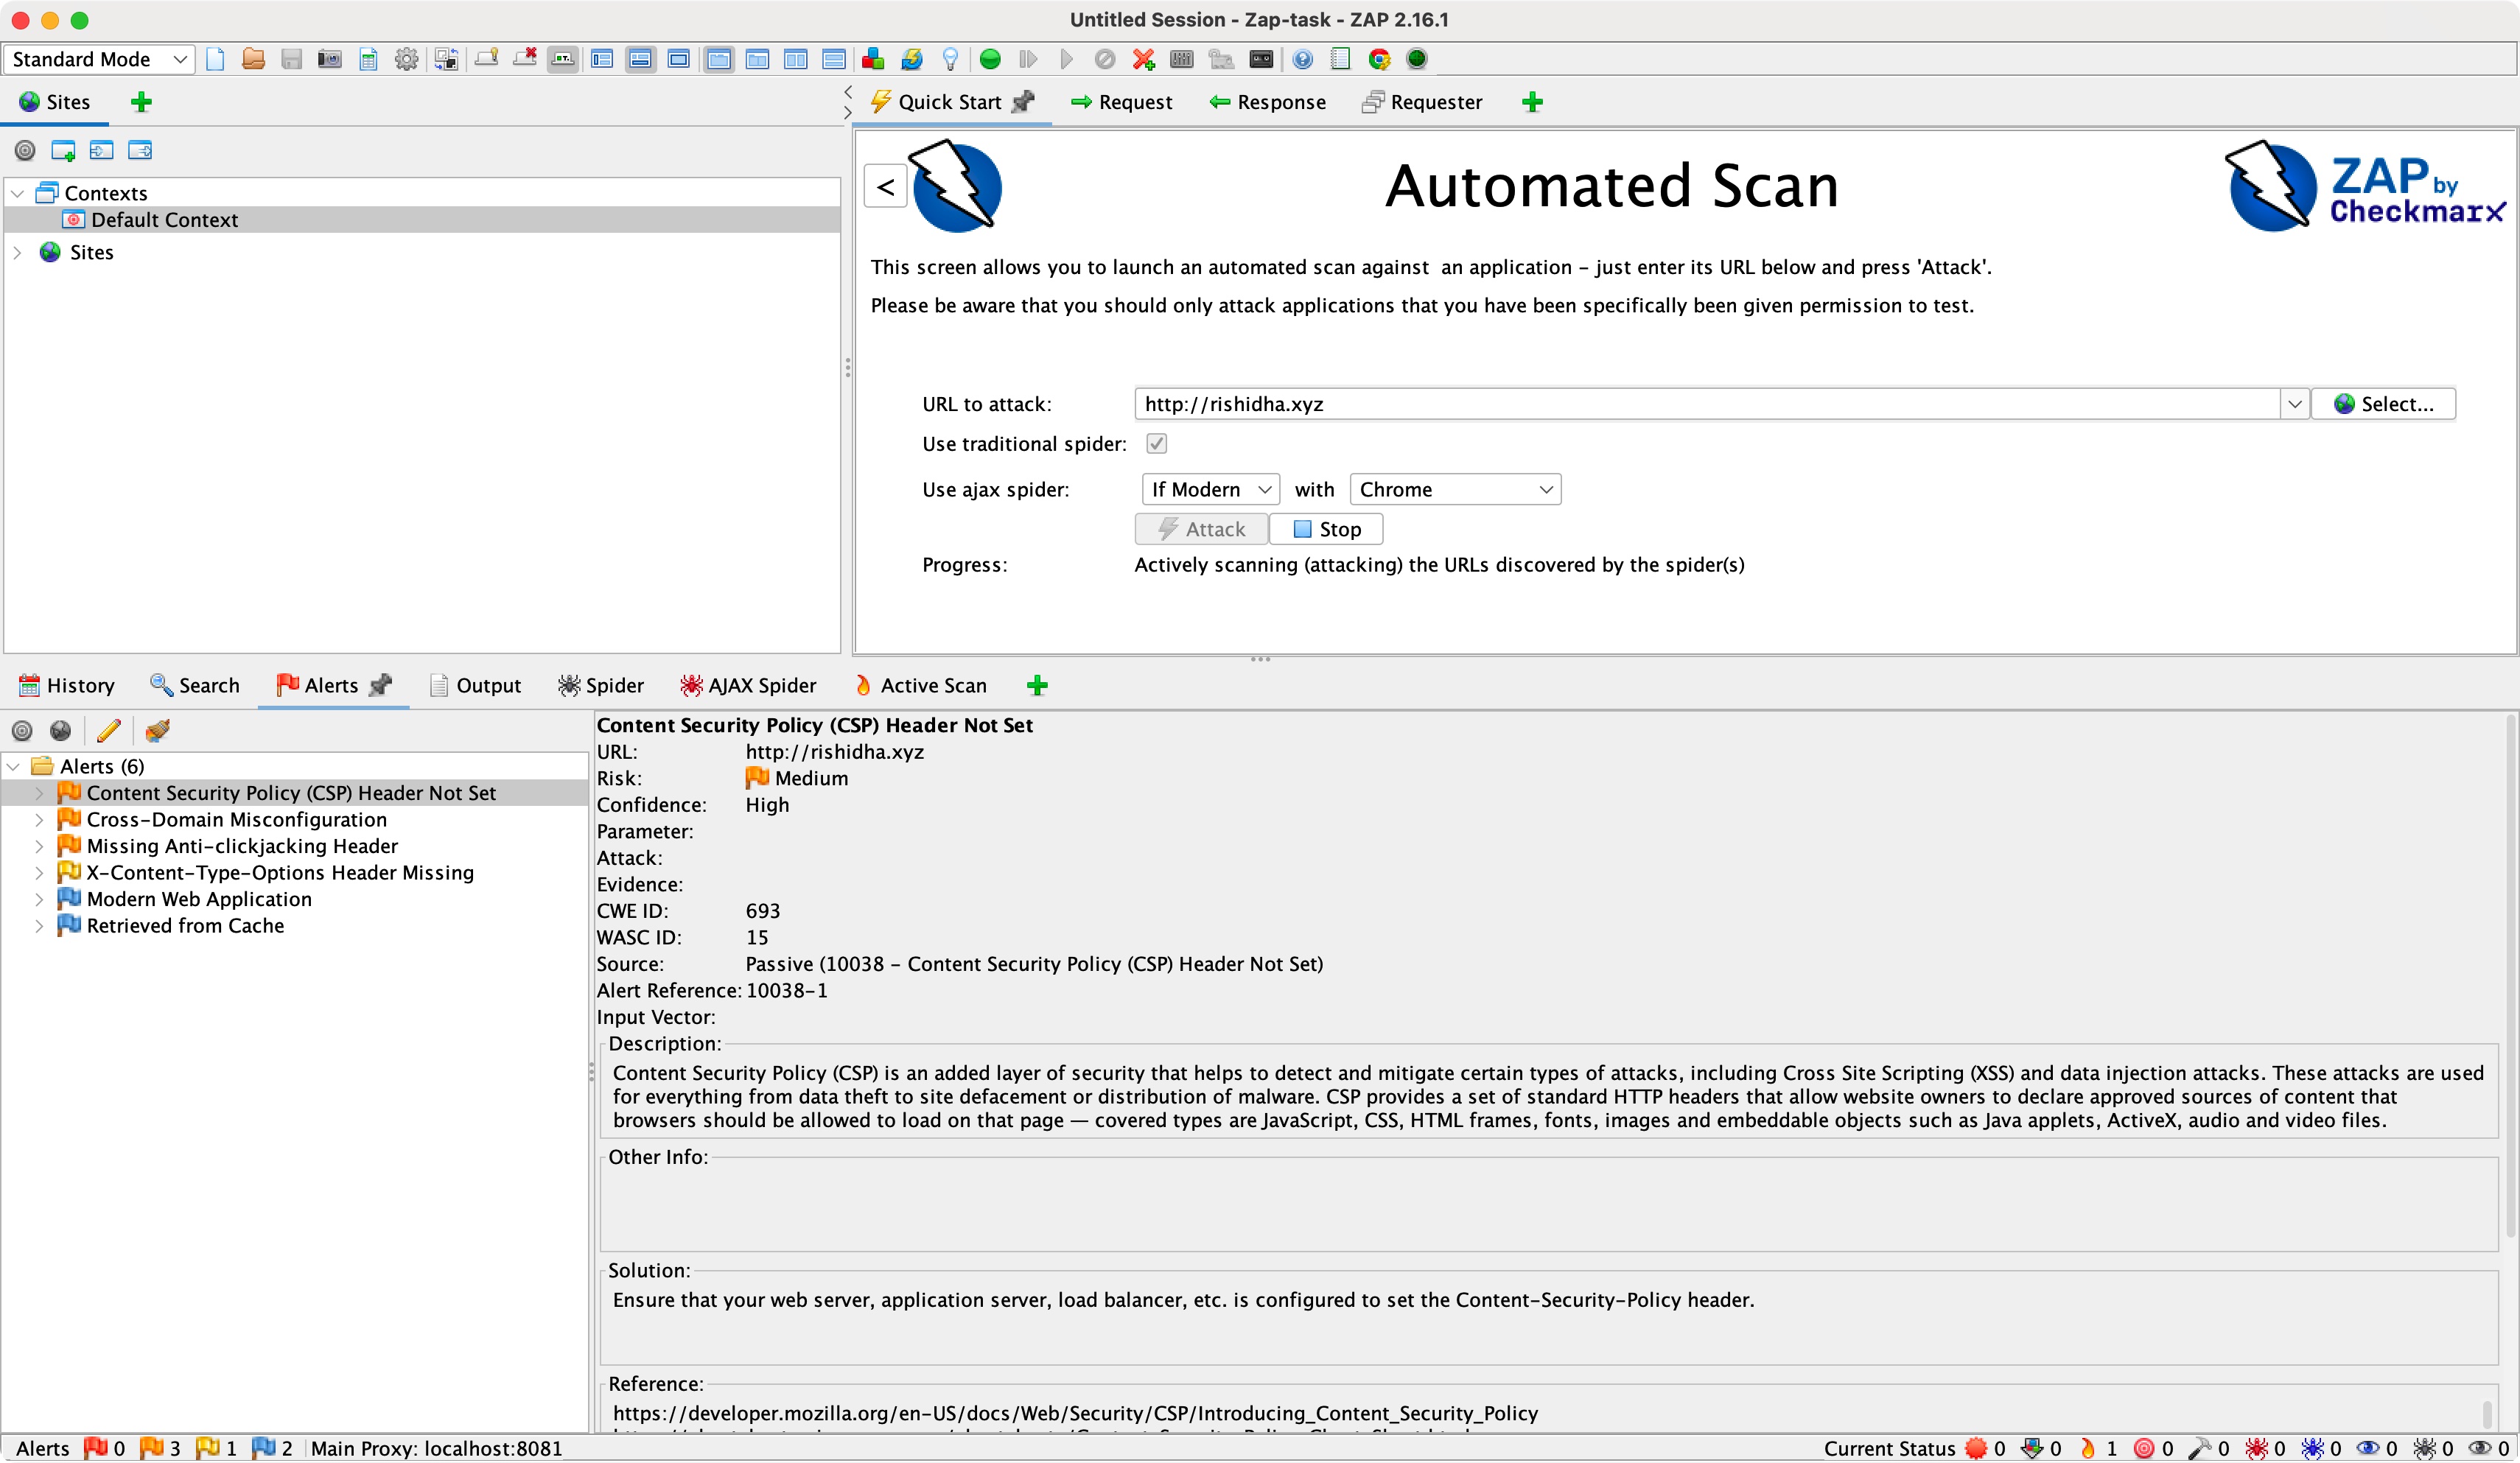 Untitled Session - Zap-task - ZAP 2.16.1
Standard Mode
Sites
Quick Start
Request
Response
Requester
Contexts
Default Context
Sites
<
Automated Scan
ZAP by
Checkmarx
This screen allows you to launch an automated scan against  an application – just enter its URL below and press 'Attack'.
Please be aware that you should only attack applications that you have been specifically been given permission to test.
URL to attack:
http://rishidha.xyz
Select...
Use traditional spider:
Use ajax spider:
If Modern
with
Chrome
Attack
Stop
Progress:
Actively scanning (attacking) the URLs discovered by the spider(s)
History
Search
Alerts
Output
Spider
AJAX Spider
Active Scan
Alerts (6)
Content Security Policy (CSP) Header Not Set
Cross-Domain Misconfiguration
Missing Anti-clickjacking Header
X-Content-Type-Options Header Missing
Modern Web Application
Retrieved from Cache
Content Security Policy (CSP) Header Not Set
URL: http://rishidha.xyz
Risk: Medium
Confidence: High
Parameter:
Attack:
Evidence:
CWE ID: 693
WASC ID: 15
Source: Passive (10038 – Content Security Policy (CSP) Header Not Set)
Alert Reference: 10038-1
Input Vector:
Description:
Content Security Policy (CSP) is an added layer of security that helps to detect and mitigate certain types of attacks, including Cross Site Scripting (XSS) and data injection attacks. These attacks are used
for everything from data theft to site defacement or distribution of malware. CSP provides a set of standard HTTP headers that allow website owners to declare approved sources of content that
browsers should be allowed to load on that page — covered types are JavaScript, CSS, HTML frames, fonts, images and embeddable objects such as Java applets, ActiveX, audio and video files.
Other Info:
Solution:
Ensure that your web server, application server, load balancer, etc. is configured to set the Content-Security-Policy header.
Reference:
https://developer.mozilla.org/en-US/docs/Web/Security/CSP/Introducing_Content_Security_Policy
Alerts 0 3 1 2 Main Proxy: localhost:8081
Current Status 0 0 1 0 0 0 0 0 0 0